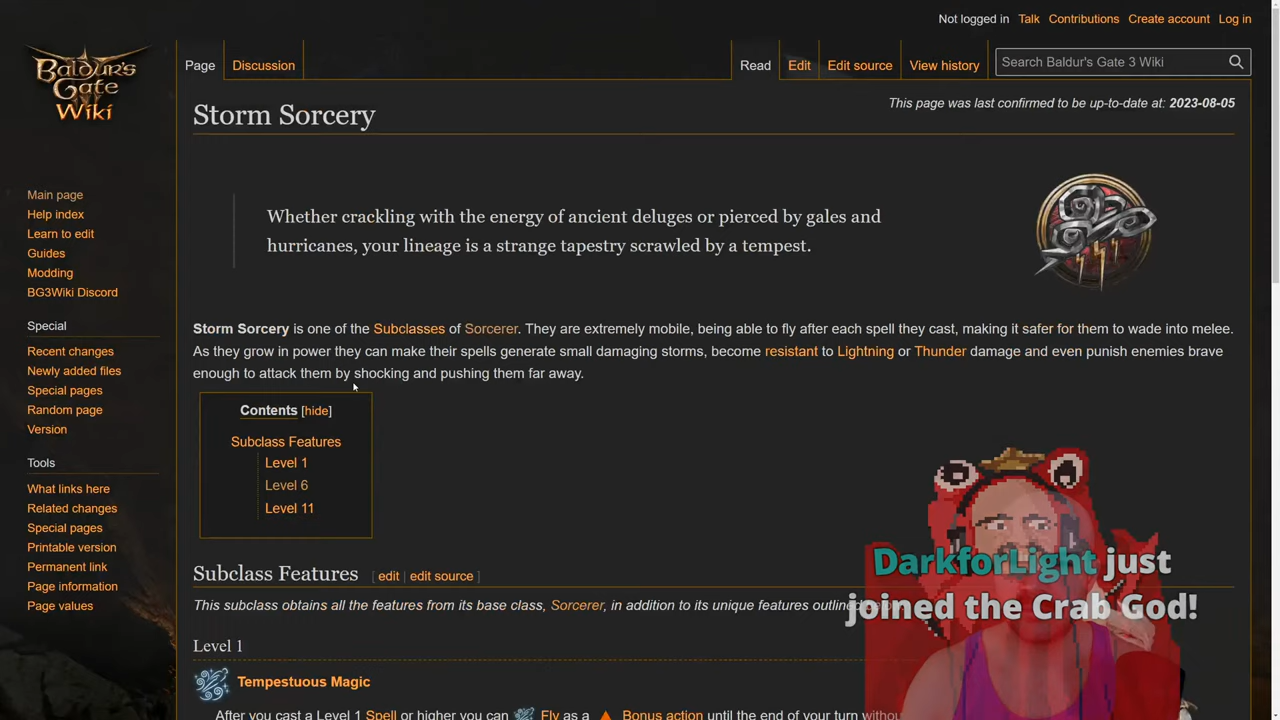 Not logged in Talk Contributions Create account Log in
Baldur's
Gate
Wiki
Page Discussion Read Edit Edit source View history Search Baldur's Gate 3 Wiki
This page was last confirmed to be up-to-date at: 2023-08-05
Storm Sorcery
Whether crackling with the energy of ancient deluges or pierced by gales and
hurricanes, your lineage is a strange tapestry scrawled by a tempest.
Main page
Help index
Learn to edit
Guides
Modding
BG3Wiki Discord
Special
Recent changes
Newly added files
Special pages
Random page
Version
Tools
What links here
Related changes
Special pages
Printable version
Permanent link
Page information
Page values
Storm Sorcery is one of the Subclasses of Sorcerer. They are extremely mobile, being able to fly after each spell they cast, making it safer for them to wade into melee.
As they grow in power they can make their spells generate small damaging storms, become resistant to Lightning or Thunder damage and even punish enemies brave
enough to attack them by shocking and pushing them far away.
Contents [hide]
Subclass Features
Level 1
Level 6
Level 11
Subclass Features [ edit | edit source ]
This subclass obtains all the features from its base class, Sorcerer, in addition to its unique features outlined
Level 1
Tempestuous Magic
After you cast a Level 1 Spell or higher you can Fly as a Bonus action until the end of your turn
DarkforLight just
joined the Crab God!